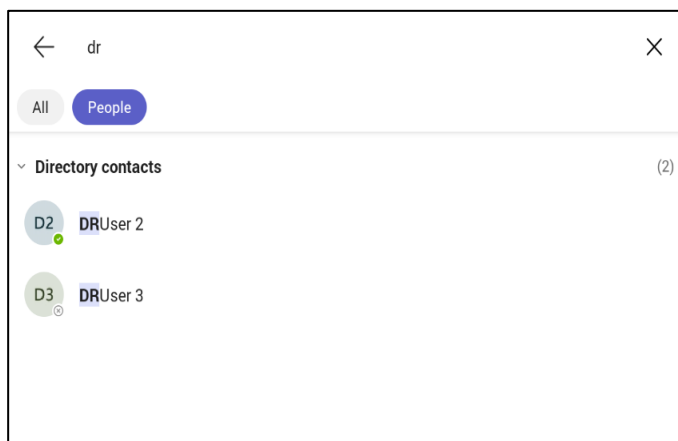 dr
All People
Directory contacts (2)
D2 DRUser 2
D3 DRUser 3